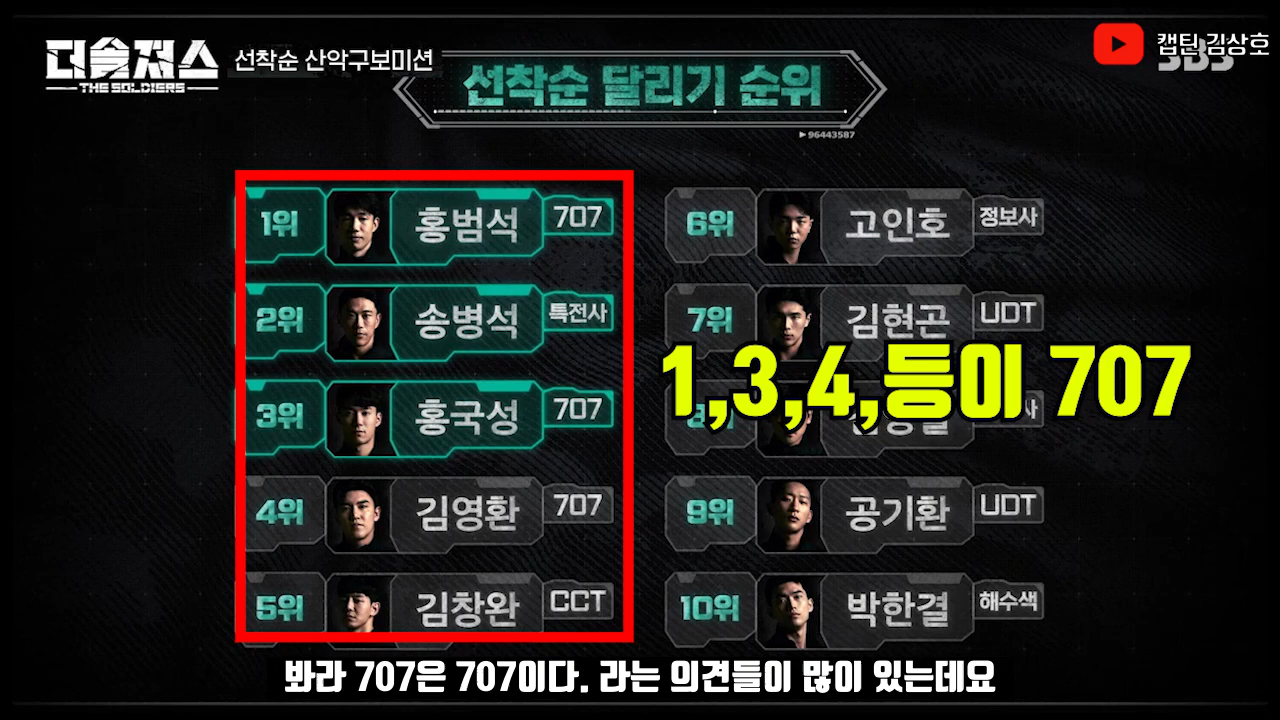 더솔져스
THE SOLDIERS
선착순 산악구보미션
캡틴 김상호
SBS
선착순 달리기 순위
▶96443587
1위 홍범석 707
2위 송병석 특전사
3위 홍국성 707
4위 김영환 707
5위 김창완 CCT
6위 고인호 정보사
7위 김현곤 UDT
1,3,4,등이 707
9위 공기환 UDT
10위 박한결 해수색
봐라 707은 707이다. 라는 의견들이 많이 있는데요